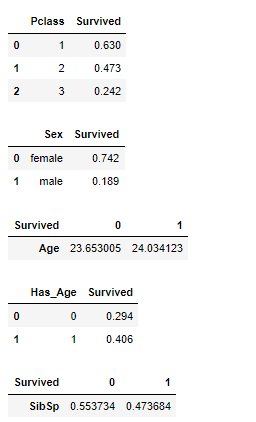 Pclass Survived
0 1 0.630
1 2 0.473
2 3 0.242
Sex Survived
0 female 0.742
1 male 0.189
Survived 0 1
Age 23.653005 24.034123
Has_Age Survived
0 0 0.294
1 1 0.406
Survived 0 1
SibSp 0.553734 0.473684